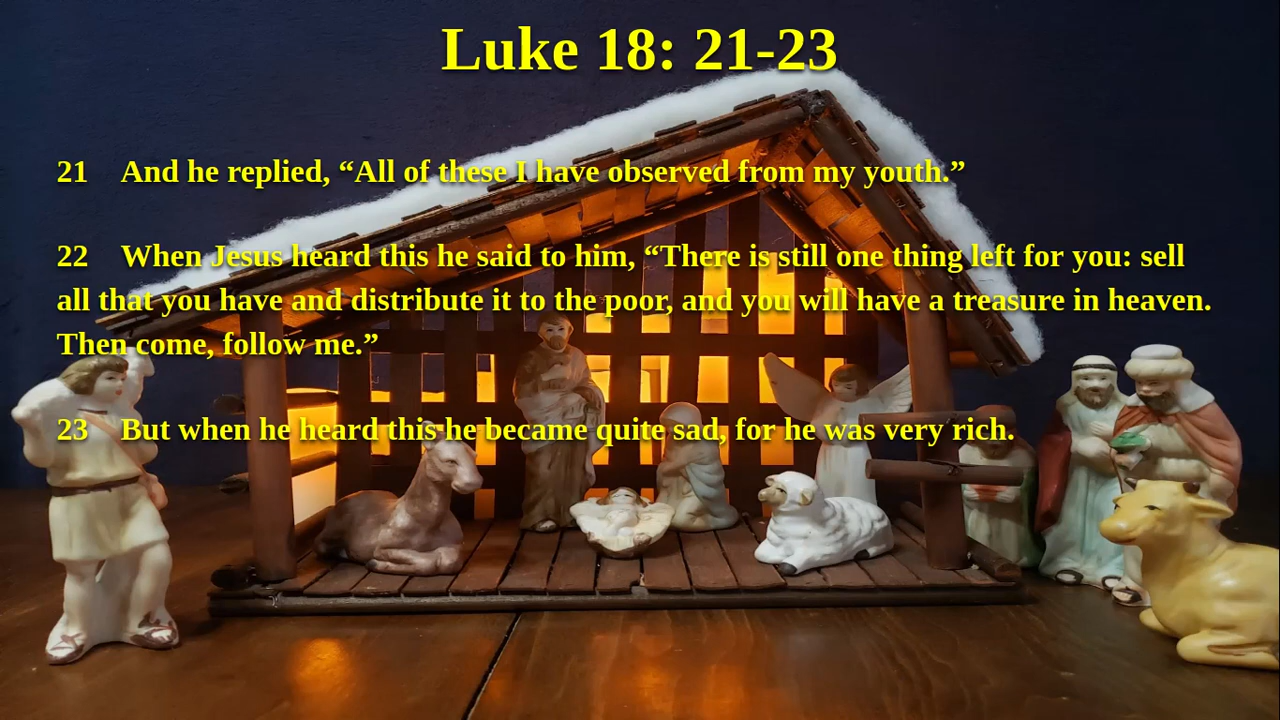 Luke 18: 21-23
21 And he replied, “All of these I have observed from my youth.”
22 When Jesus heard this he said to him, “There is still one thing left for you: sell
all that you have and distribute it to the poor, and you will have a treasure in heaven.
Then come, follow me.”
23 But when he heard this he became quite sad, for he was very rich.